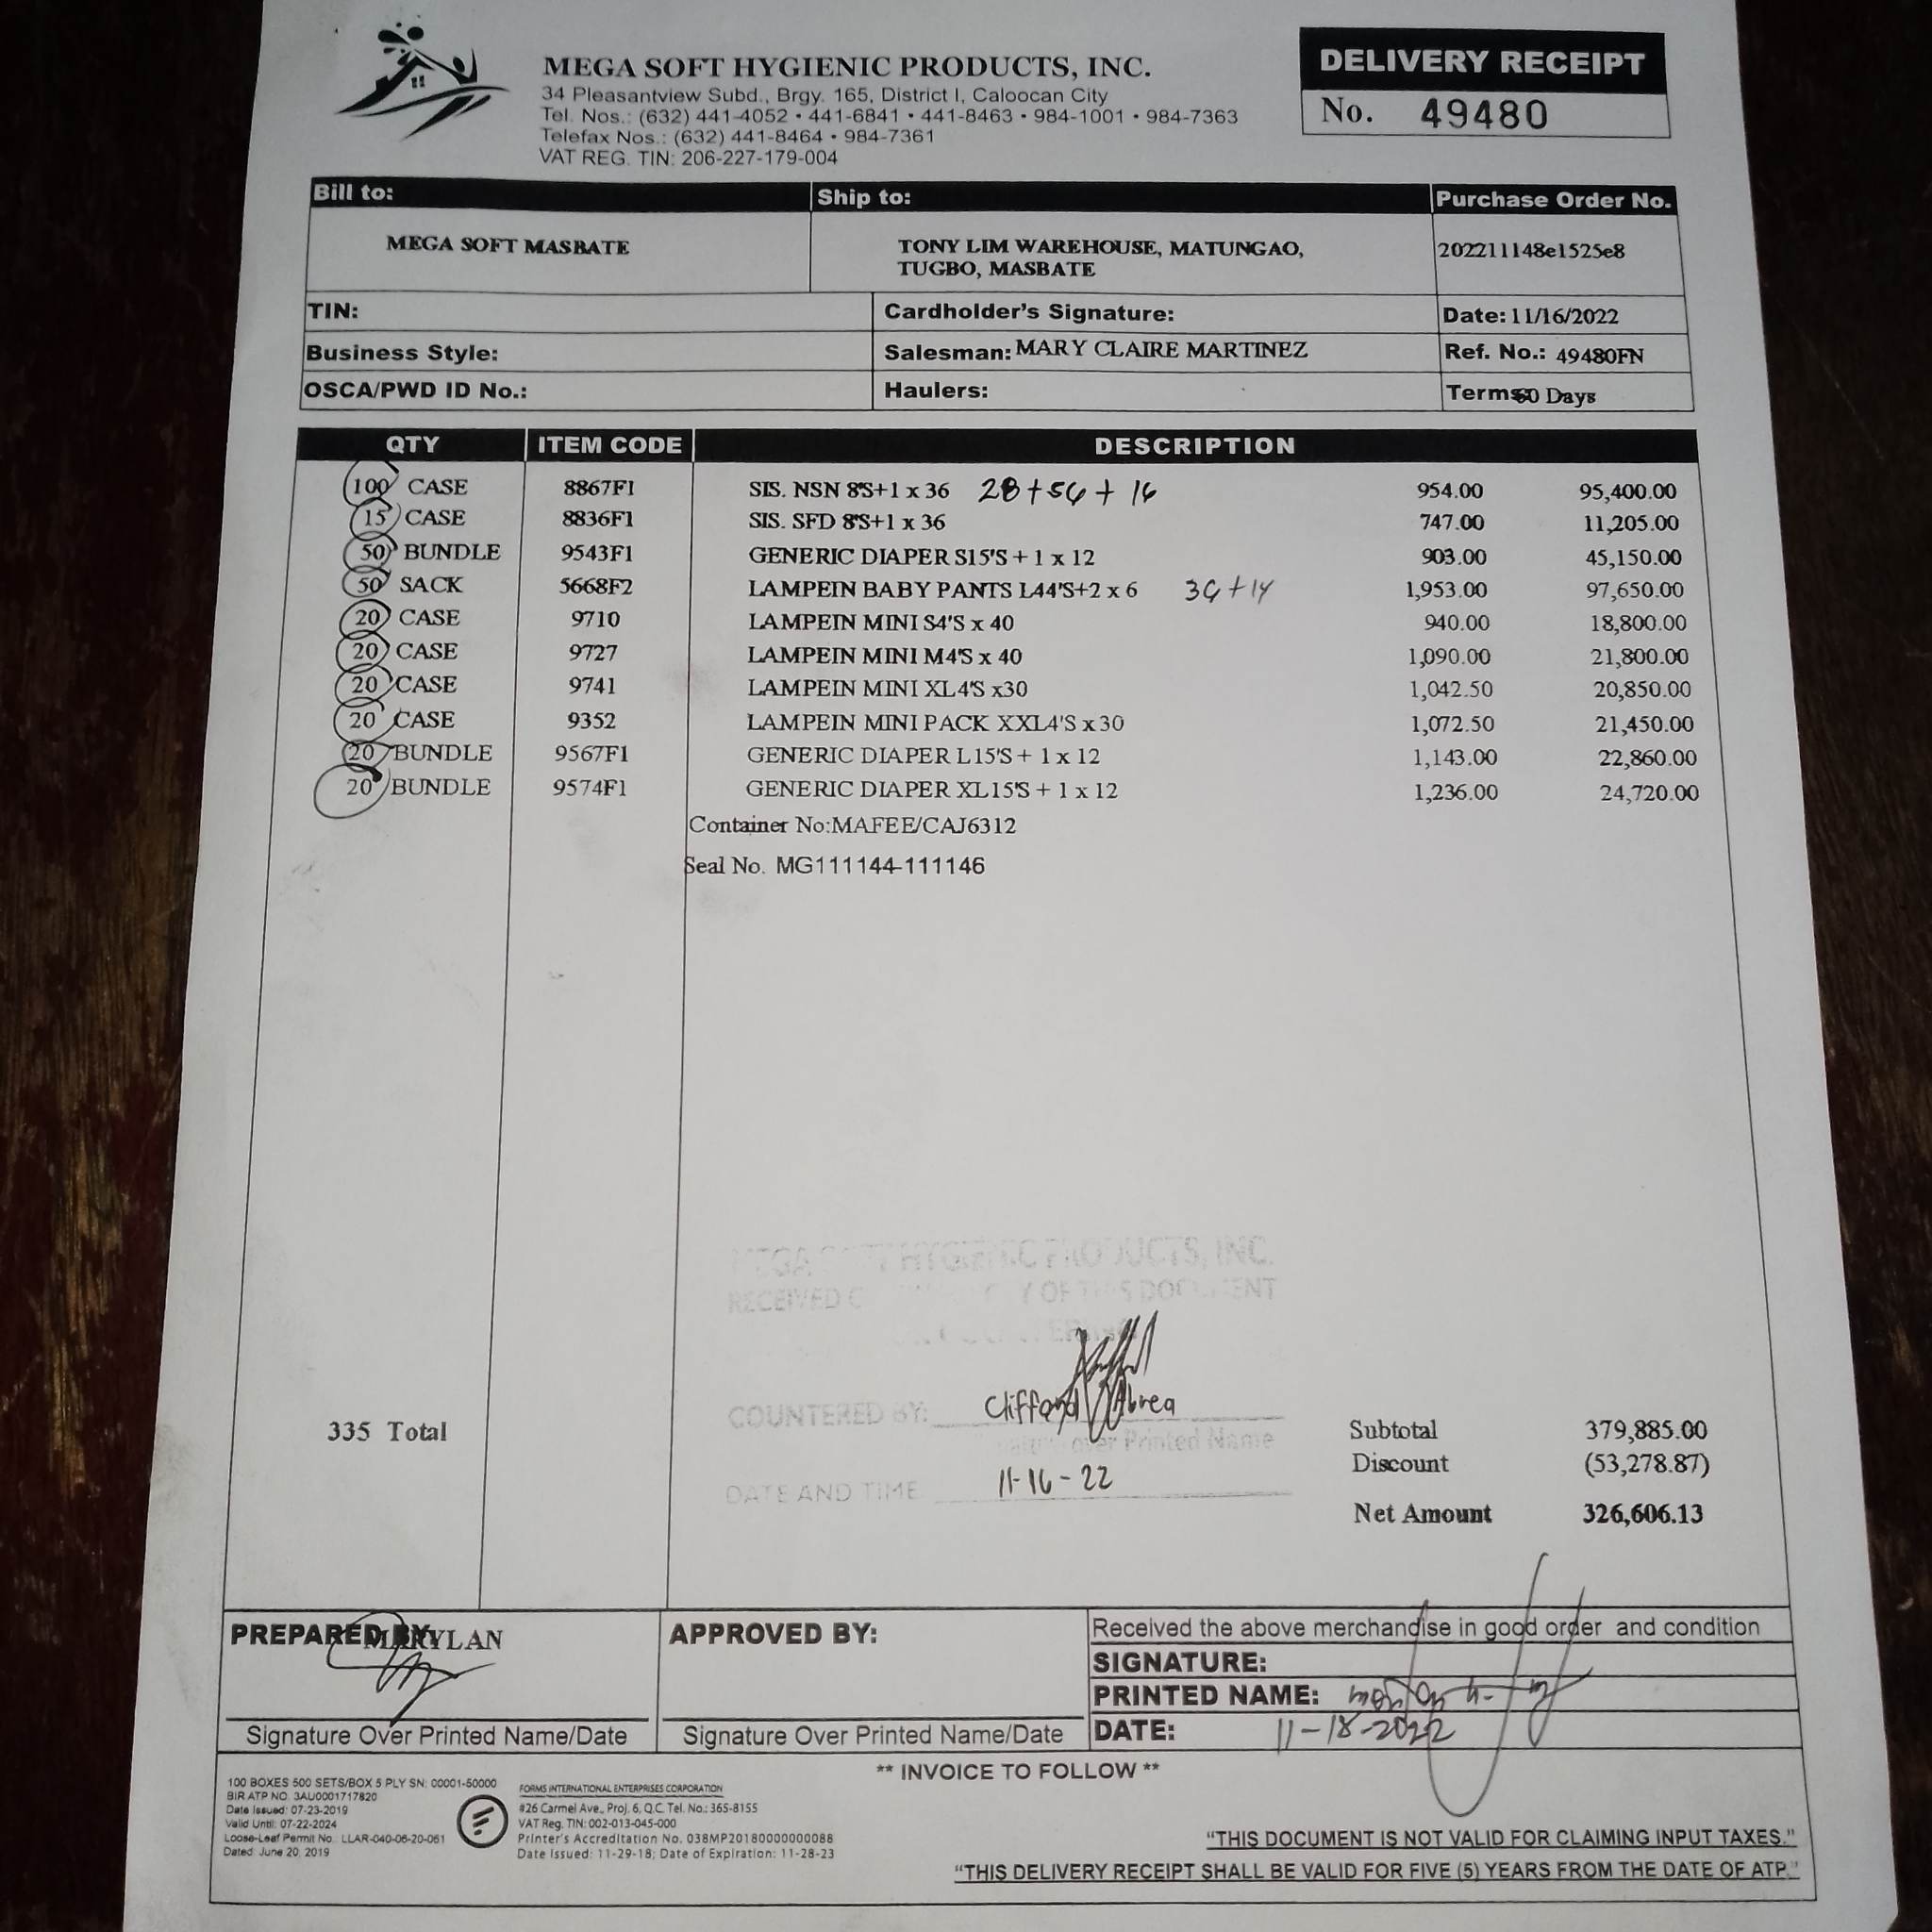 MEGA SOFT HYGIENIC PRODUCTS, INC.
34 Pleasantview Subd., Brgy. 165, District I, Caloocan City
Tel. Nos.: (632) 441-4052 • 441-6841 • 441-8463 • 984-1001 • 984-7363
Telefax Nos.: (632) 441-8464 • 984-7361
VAT REG. TIN: 206-227-179-004
DELIVERY RECEIPT
No. 49480
Bill to: Ship to: Purchase Order No.
MEGA SOFT MASBATE TONY LIM WAREHOUSE, MATUNGAO, 202211148e1525e8
TUGBO, MASBATE
TIN: Cardholder's Signature: Date: 11/16/2022
Business Style: Salesman: MARY CLAIRE MARTINEZ Ref. No.: 49480FN
OSCA/PWD ID No.: Haulers: Terms: 60 Days
QTY ITEM CODE DESCRIPTION
100 CASE 8867F1 SIS. NSN 8'S+1 x 36 28+56+16 954.00 95,400.00
15 CASE 8836F1 SIS. SFD 8'S+1 x 36 747.00 11,205.00
50 BUNDLE 9543F1 GENERIC DIAPER S15'S + 1 x 12 903.00 45,150.00
50 SACK 5668F2 LAMPEIN BABY PANTS L44'S+2 x 6 36+14 1,953.00 97,650.00
20 CASE 9710 LAMPEIN MINI S4'S x 40 940.00 18,800.00
20 CASE 9727 LAMPEIN MINI M4'S x 40 1,090.00 21,800.00
20 CASE 9741 LAMPEIN MINI XL4'S x30 1,042.50 20,850.00
20 CASE 9352 LAMPEIN MINI PACK XXL4'S x30 1,072.50 21,450.00
20 BUNDLE 9567F1 GENERIC DIAPER L15'S + 1 x 12 1,143.00 22,860.00
20 BUNDLE 9574F1 GENERIC DIAPER XL15'S + 1 x 12 1,236.00 24,720.00
Container No:MAFEE/CAJ6312
Seal No. MG111144-111146
MEGA SOFT HYGIENIC PRODUCTS, INC.
RECEIVED OF THIS DOCUMENT
COUNTERED BY: Clifford Abrea
over Printed Name
DATE AND TIME 11-16-22
335 Total
Subtotal 379,885.00
Discount (53,278.87)
Net Amount 326,606.13
PREPARED BY: MARYLAN
Signature Over Printed Name/Date
APPROVED BY:
Signature Over Printed Name/Date
Received the above merchandise in good order and condition
SIGNATURE:
PRINTED NAME:
DATE: 11-18-2022
** INVOICE TO FOLLOW **
100 BOXES 500 SETS/BOX 5 PLY SN: 00001-50000
BIR ATP NO. 3AU0001717820
Date Issued: 07-23-2019
Valid Until: 07-22-2024
Loose-Leaf Permit No. LLAR-040-06-20-061
Dated: June 20, 2019
FORMS INTERNATIONAL ENTERPRISES CORPORATION
#26 Carmel Ave., Proj. 6, Q.C. Tel. No.: 365-8155
VAT Reg. TIN: 002-013-045-000
Printer's Accreditation No. 038MP20180000000088
Date Issued: 11-29-18; Date of Expiration: 11-28-23
"THIS DOCUMENT IS NOT VALID FOR CLAIMING INPUT TAXES."
"THIS DELIVERY RECEIPT SHALL BE VALID FOR FIVE (5) YEARS FROM THE DATE OF ATP."